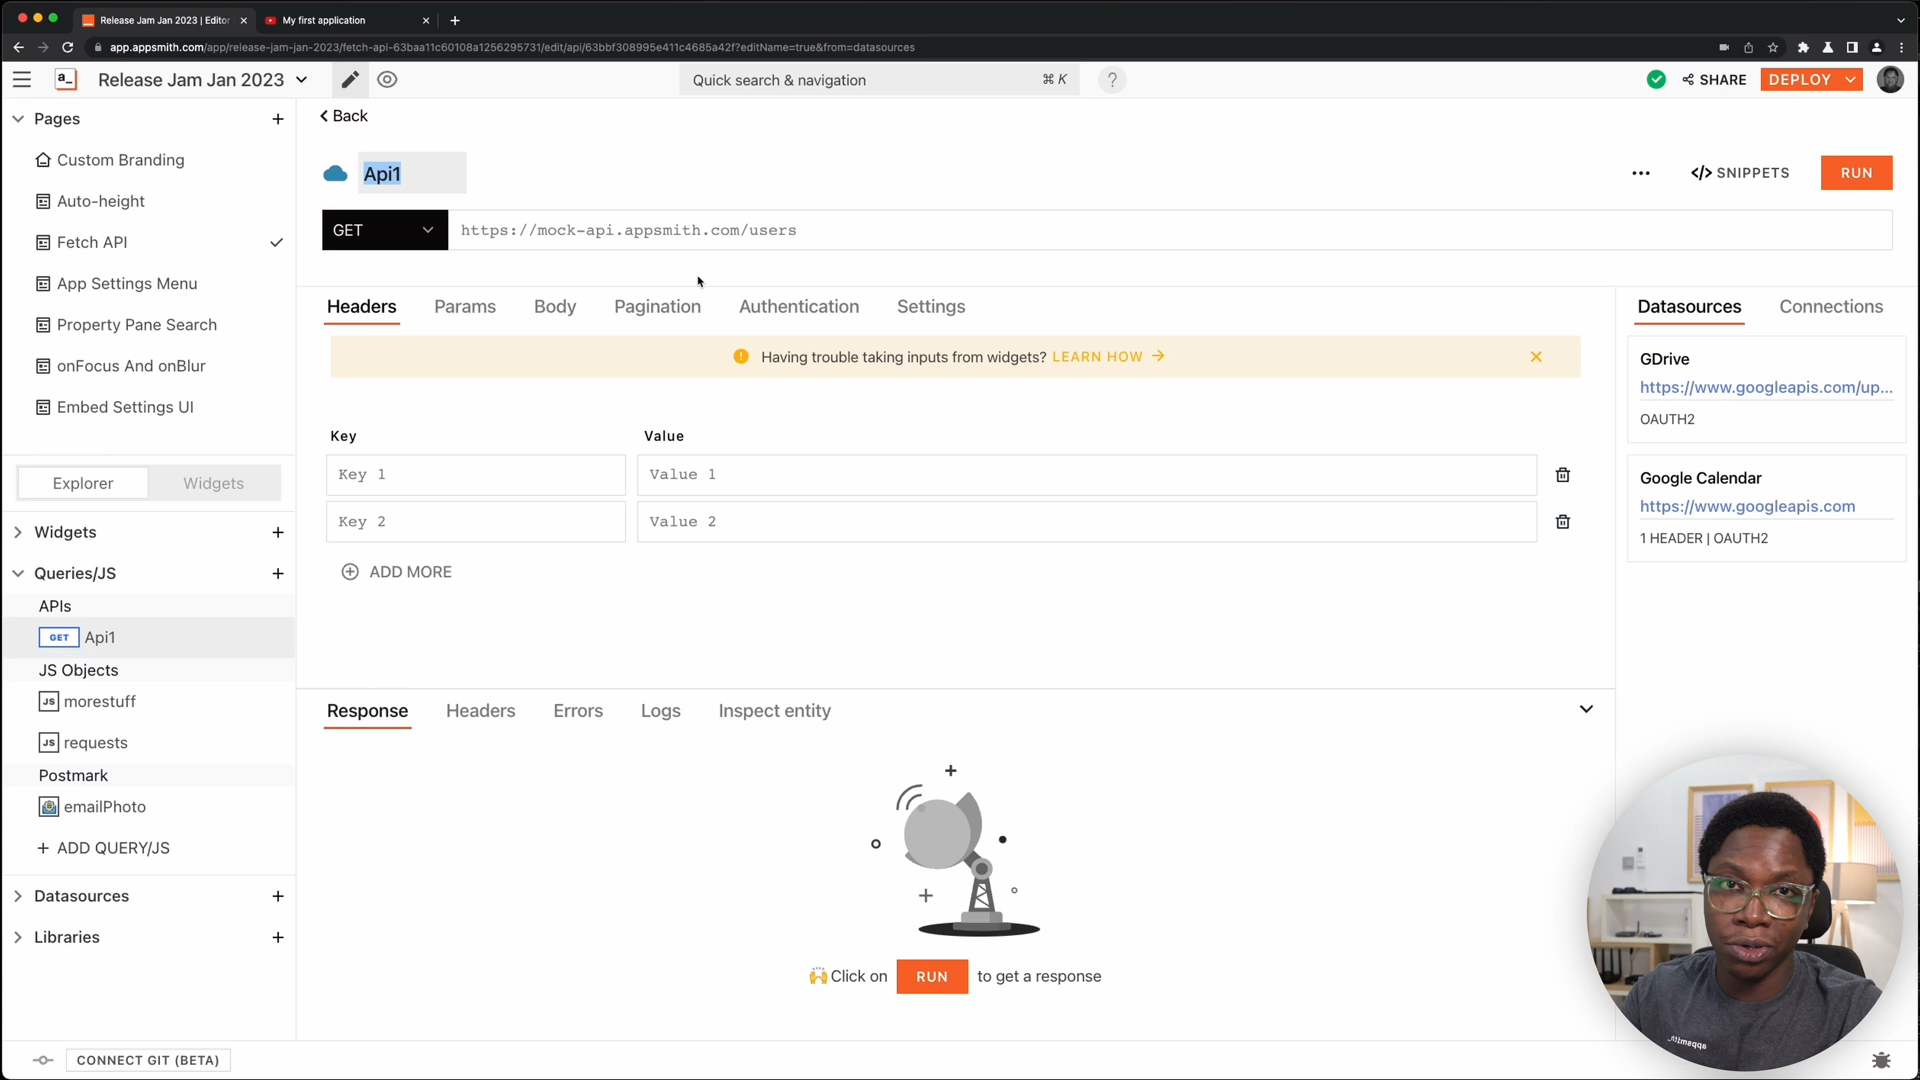 Release Jam Jan 2023 | Editor
My first application
app.appsmith.com/app/release-jam-jan-2023/fetch-api-63baa11c60108a1256295731/edit/api/63bbf308995e411c4685a42f?editName=true&from=datasources
a_
Release Jam Jan 2023
Quick search & navigation
⌘ K
?
SHARE
DEPLOY
Pages
Custom Branding
Auto-height
Fetch API
App Settings Menu
Property Pane Search
onFocus And onBlur
Embed Settings UI
Explorer
Widgets
Widgets
Queries/JS
APIs
GET Api1
JS Objects
JS morestuff
JS requests
Postmark
emailPhoto
+ ADD QUERY/JS
Datasources
Libraries
CONNECT GIT (BETA)
Back
Api1
</> SNIPPETS
RUN
GET
https://mock-api.appsmith.com/users
Headers
Params
Body
Pagination
Authentication
Settings
Having trouble taking inputs from widgets? LEARN HOW
Key
Value
Key 1
Value 1
Key 2
Value 2
ADD MORE
Response
Headers
Errors
Logs
Inspect entity
🙌 Click on RUN to get a response
Datasources
Connections
GDrive
https://www.googleapis.com/up...
OAUTH2
Google Calendar
https://www.googleapis.com
1 HEADER | OAUTH2
appsmith_